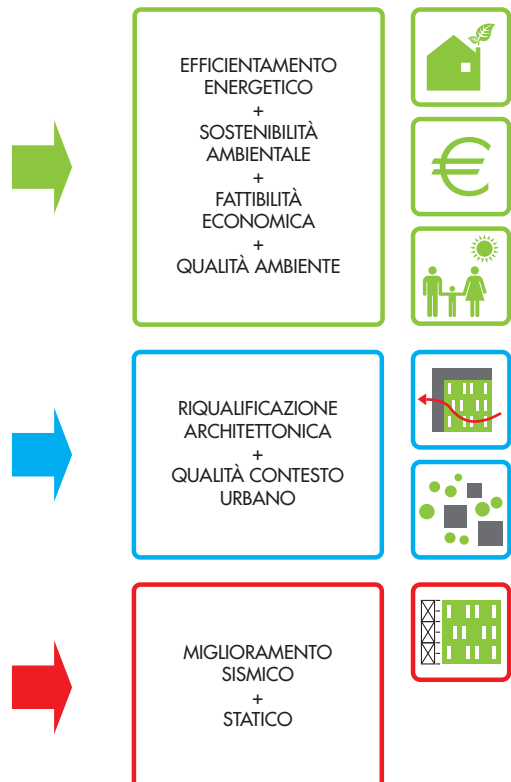 EFFICIENTAMENTO
ENERGETICO
+
SOSTENIBILITÀ
AMBIENTALE
+
FATTIBILITÀ
ECONOMICA
+
QUALITÀ AMBIENTE
€
RIQUALIFICAZIONE
ARCHITETTONICA
+
QUALITÀ CONTESTO
URBANO
MIGLIORAMENTO
SISMICO
+
STATICO